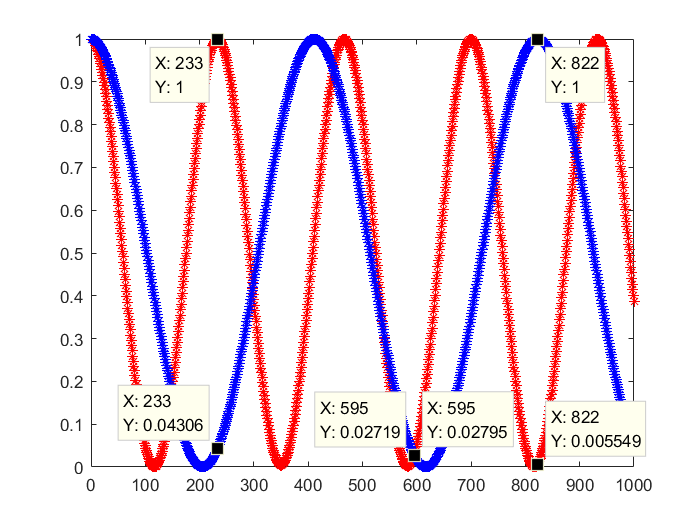 1
0.9
0.8
0.7
0.6
0.5
0.4
0.3
0.2
0.1
0
X: 233
Y: 1
X: 822
Y: 1
X: 233
Y: 0.04306
X: 595
Y: 0.02719
X: 595
Y: 0.02795
X: 822
Y: 0.005549
0 100 200 300 400 500 600 700 800 900 1000